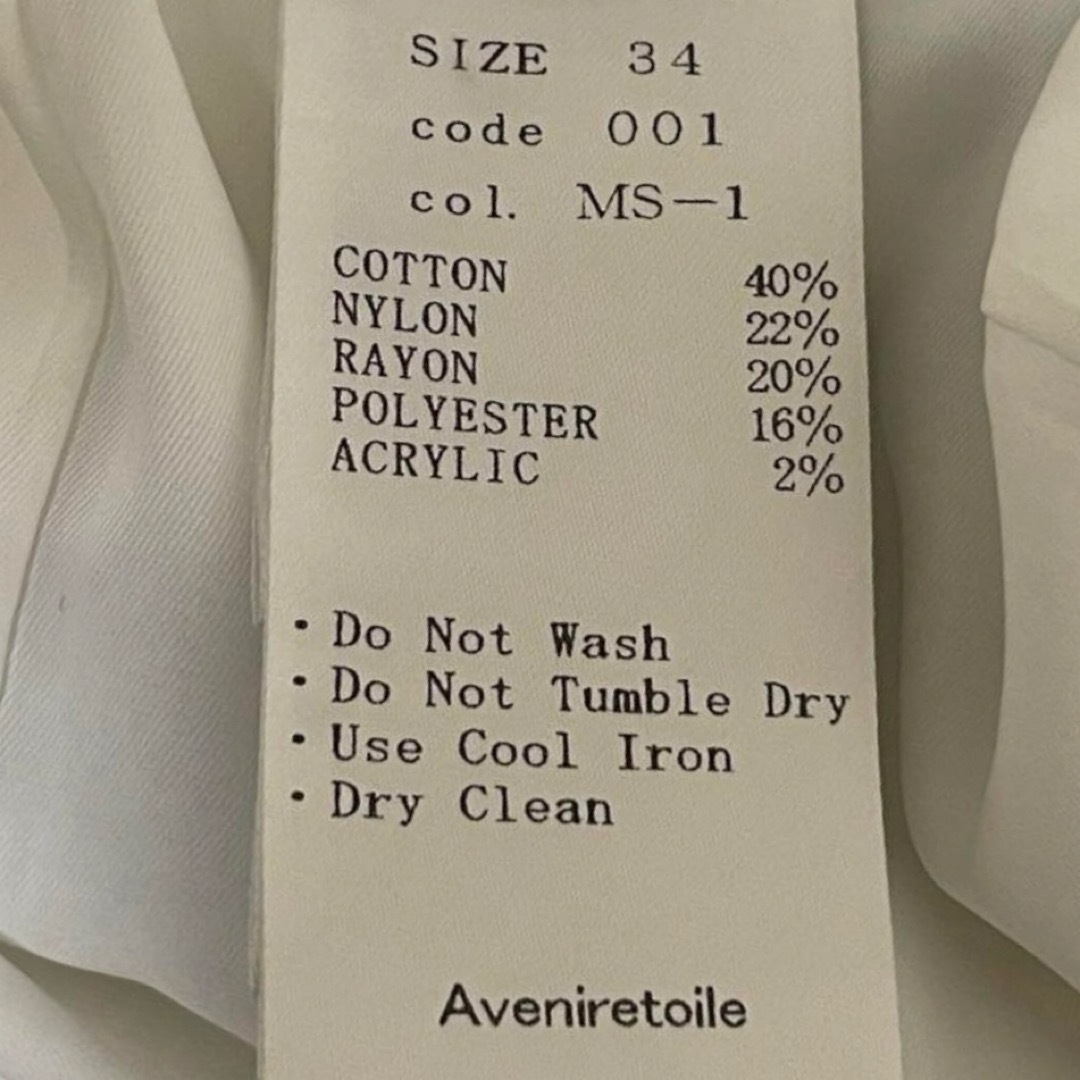 SIZE 34
code 001
col. MS-1
COTTON 40%
NYLON 22%
RAYON 20%
POLYESTER 16%
ACRYLIC 2%
・Do Not Wash
・Do Not Tumble Dry
・Use Cool Iron
・Dry Clean
Aveniretoile